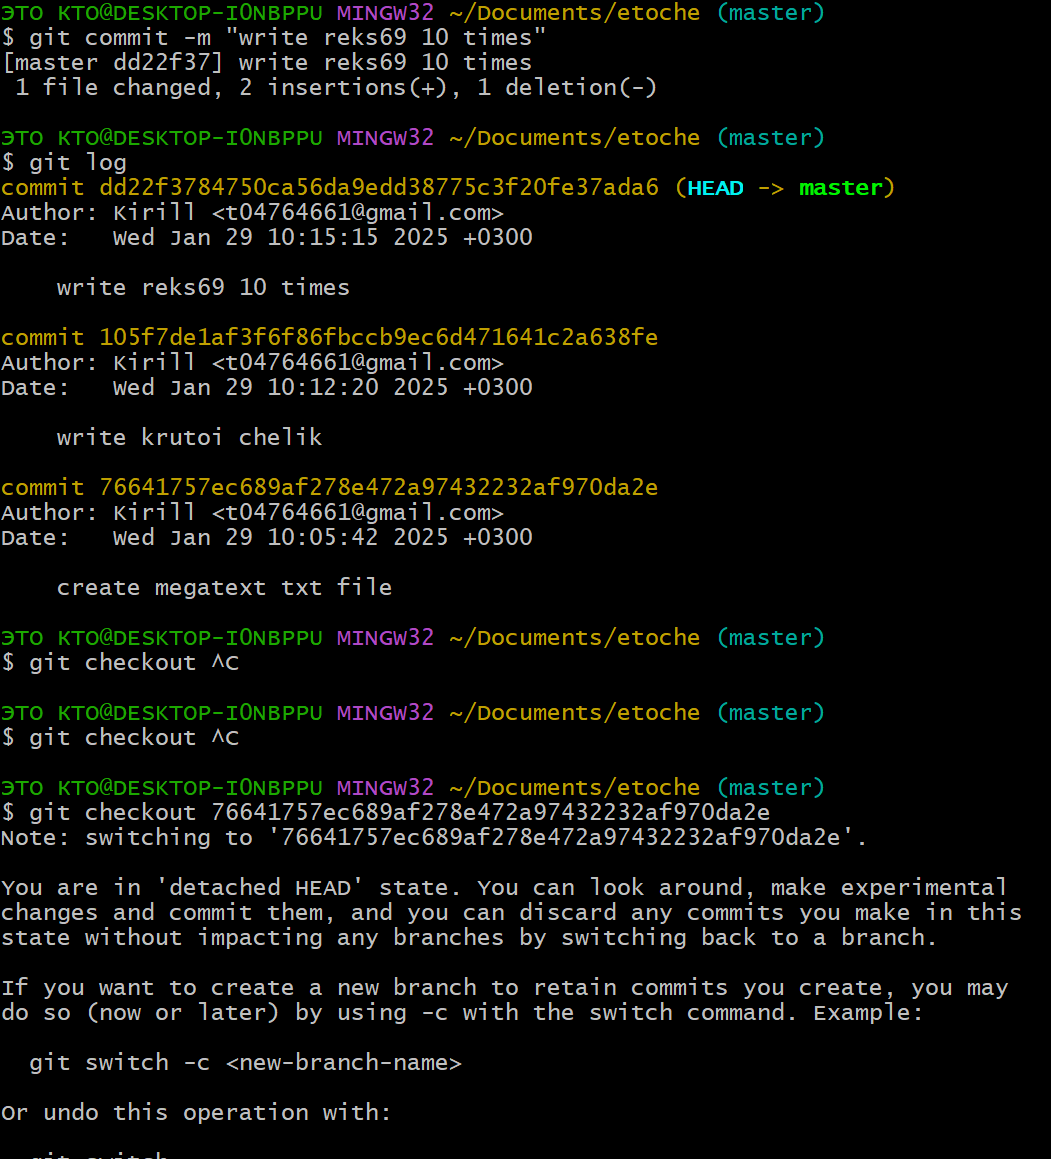 ЭТО КТО@DESKTOP-I0NBPPU MINGW32 ~/Documents/etoche (master)
$ git commit -m "write reks69 10 times"
[master dd22f37] write reks69 10 times
 1 file changed, 2 insertions(+), 1 deletion(-)
ЭТО КТО@DESKTOP-I0NBPPU MINGW32 ~/Documents/etoche (master)
$ git log
commit dd22f3784750ca56da9edd38775c3f20fe37ada6 (HEAD -> master)
Author: Kirill <t04764661@gmail.com>
Date:   Wed Jan 29 10:15:15 2025 +0300
    write reks69 10 times
commit 105f7de1af3f6f86fbccb9ec6d471641c2a638fe
Author: Kirill <t04764661@gmail.com>
Date:   Wed Jan 29 10:12:20 2025 +0300
    write krutoi chelik
commit 76641757ec689af278e472a97432232af970da2e
Author: Kirill <t04764661@gmail.com>
Date:   Wed Jan 29 10:05:42 2025 +0300
    create megatext txt file
ЭТО КТО@DESKTOP-I0NBPPU MINGW32 ~/Documents/etoche (master)
$ git checkout ^C
ЭТО КТО@DESKTOP-I0NBPPU MINGW32 ~/Documents/etoche (master)
$ git checkout ^C
ЭТО КТО@DESKTOP-I0NBPPU MINGW32 ~/Documents/etoche (master)
$ git checkout 76641757ec689af278e472a97432232af970da2e
Note: switching to '76641757ec689af278e472a97432232af970da2e'.
You are in 'detached HEAD' state. You can look around, make experimental
changes and commit them, and you can discard any commits you make in this
state without impacting any branches by switching back to a branch.
If you want to create a new branch to retain commits you create, you may
do so (now or later) by using -c with the switch command. Example:
  git switch -c <new-branch-name>
Or undo this operation with:
  git switch